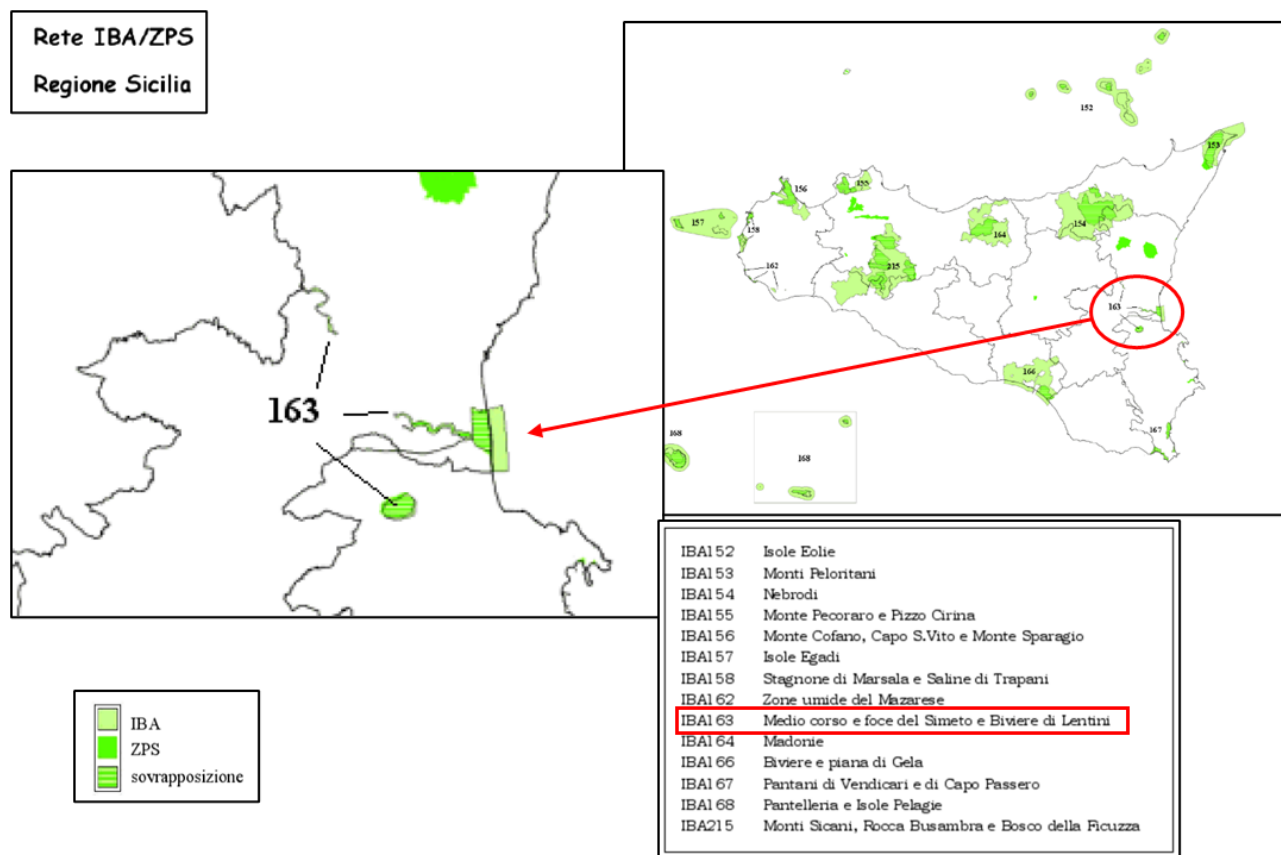 Rete IBA/ZPS
Regione Sicilia
152
153
156
155
157
158
164
154
162
215
163
166
168
168
167
163
IBA152 Isole Eolie
IBA153 Monti Peloritani
IBA154 Nebrodi
IBA155 Monte Pecoraro e Pizzo Cirina
IBA156 Monte Cofano, Capo S.Vito e Monte Sparagio
IBA157 Isole Egadi
IBA158 Stagnone di Marsala e Saline di Trapani
IBA162 Zone umide del Mazarese
IBA163 Medio corso e foce del Simeto e Biviere di Lentini
IBA164 Madonie
IBA166 Biviere e piana di Gela
IBA167 Pantani di Vendicari e di Capo Passero
IBA168 Pantelleria e Isole Pelagie
IBA215 Monti Sicani, Rocca Busambra e Bosco della Ficuzza
IBA
ZPS
sovrapposizione